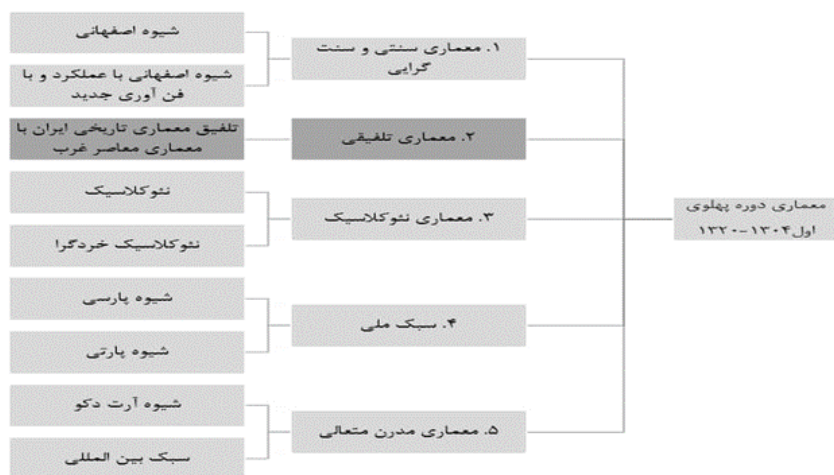 معماری دوره پهلوی
اول۱۳۰۴-۱۳۲۰
۱. معماری سنتی و سنت
گرایی
شیوه اصفهانی
شیوه اصفهانی با عملکرد و با
فن آوری جدید
۲. معماری تلفیقی
تلفیق معماری تاریخی ایران با
معماری معاصر غرب
۳. معماری نئوکلاسیک
نئوکلاسیک
نئوکلاسیک خردگرا
۴. سبک ملی
شیوه پارسی
شیوه پارتی
۵. معماری مدرن متعالی
شیوه آرت دکو
سبک بین المللی